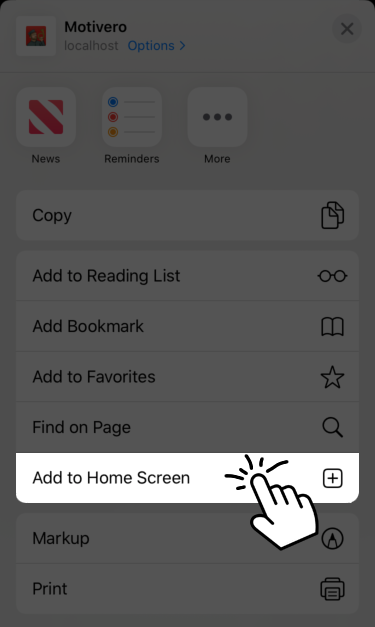 Motivero
localhost Options >
News Reminders More
Copy
Add to Reading List
Add Bookmark
Add to Favorites
Find on Page
Add to Home Screen
Markup
Print